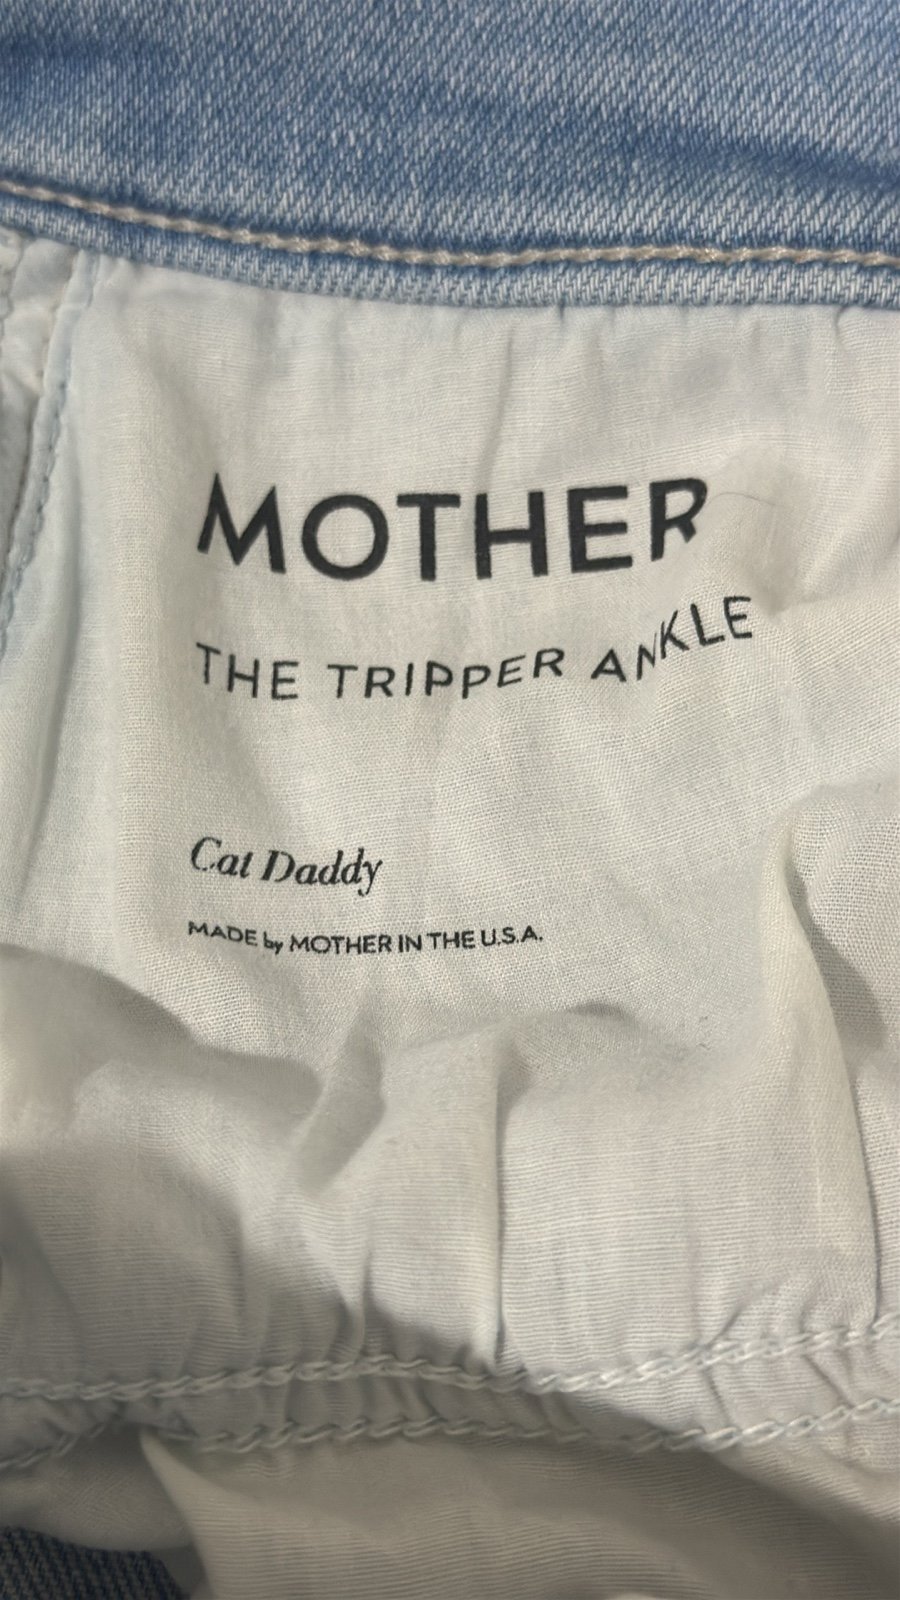 MOTHER
THE TRIPPER ANKLE
Cat Daddy
MADE by MOTHER IN THE U.S.A.